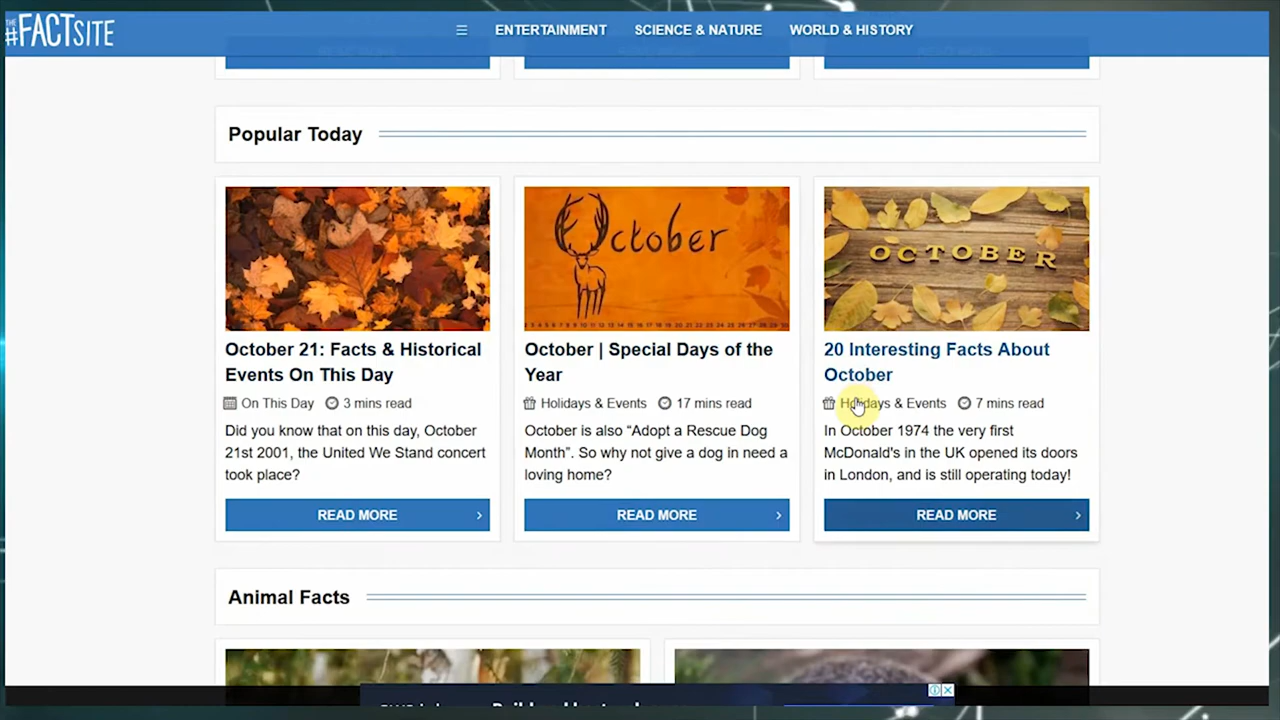 THE
#FACTSITE
☰ ENTERTAINMENT SCIENCE & NATURE WORLD & HISTORY
Popular Today
October
OCTOBER
October 21: Facts & Historical
Events On This Day
On This Day 3 mins read
Did you know that on this day, October
21st 2001, the United We Stand concert
took place?
READ MORE ›
October | Special Days of the
Year
Holidays & Events 17 mins read
October is also “Adopt a Rescue Dog
Month”. So why not give a dog in need a
loving home?
READ MORE ›
20 Interesting Facts About
October
Holidays & Events 7 mins read
In October 1974 the very first
McDonald's in the UK opened its doors
in London, and is still operating today!
READ MORE ›
Animal Facts